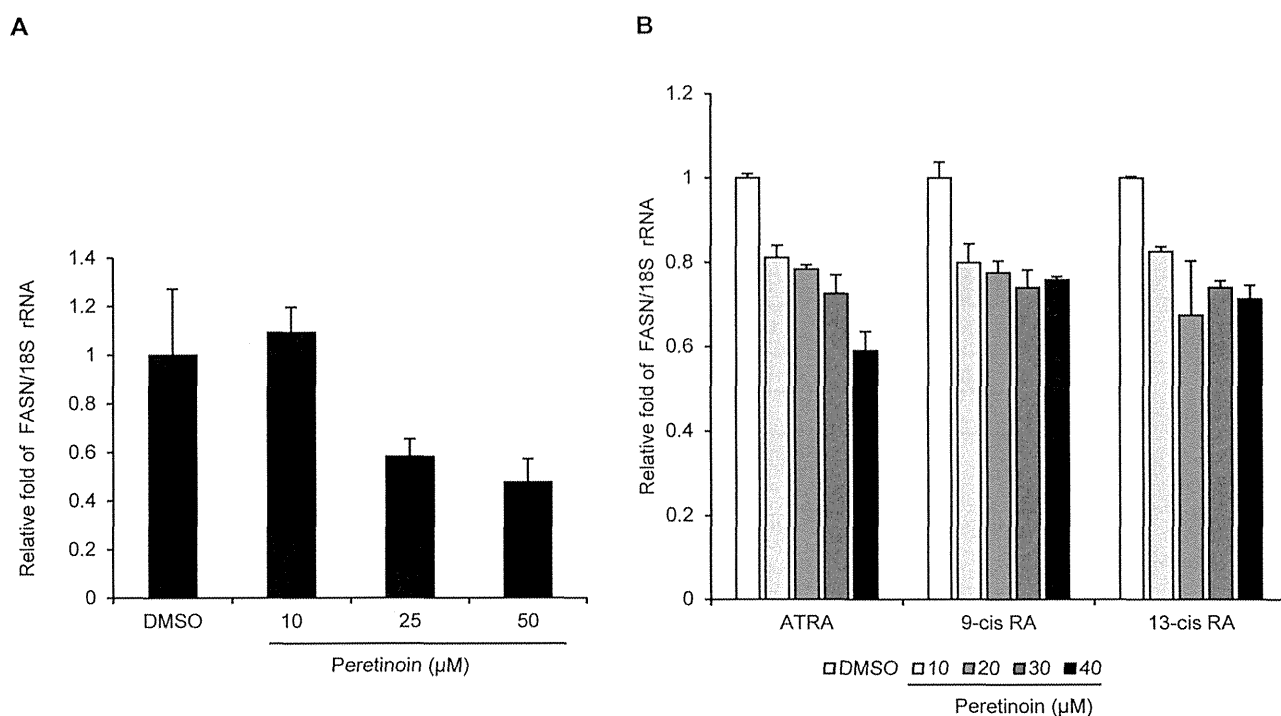 A
Relative fold of FASN/18S rRNA
1.4
1.2
1
0.8
0.6
0.4
0.2
0
DMSO 10 25 50
Peretinoin (µM)
B
Relative fold of FASN/18S rRNA
1.2
1
0.8
0.6
0.4
0.2
0
ATRA 9-cis RA 13-cis RA
DMSO 10 20 30 40
Peretinoin (µM)